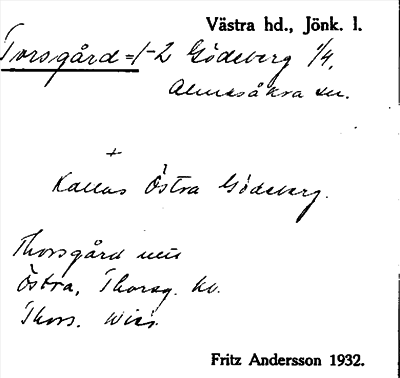 Västra hd., Jönk. l.
Torsgård = 1-2 Gödeberg 1/4,
Almesåkra sn.
+
Kallas Östra Gödeberg.
Thorsgård
Östra, Thorsg. hv.
Thors. Wiss.
Fritz Andersson 1932.